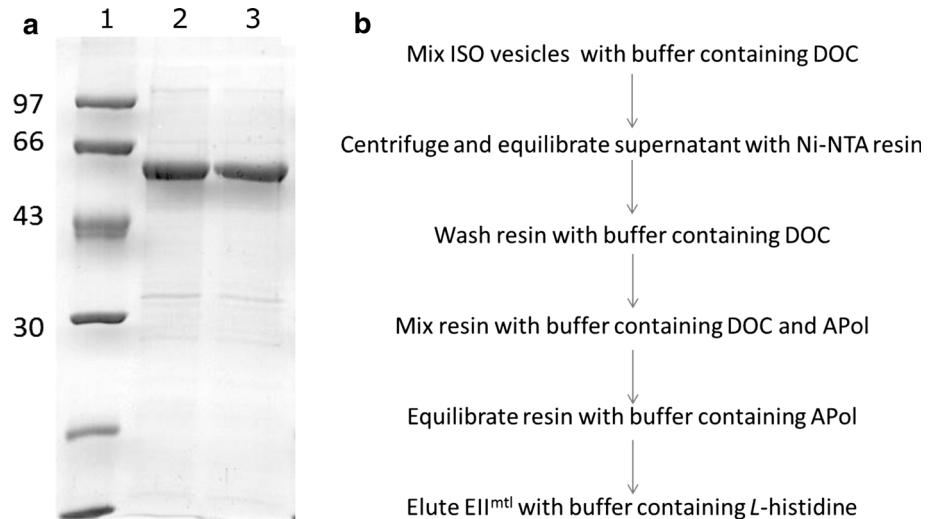 a
1 2 3
97
66
43
30
b
Mix ISO vesicles with buffer containing DOC
Centrifuge and equilibrate supernatant with Ni-NTA resin
Wash resin with buffer containing DOC
Mix resin with buffer containing DOC and APol
Equilibrate resin with buffer containing APol
Elute EIIᵐᵗˡ with buffer containing L-histidine